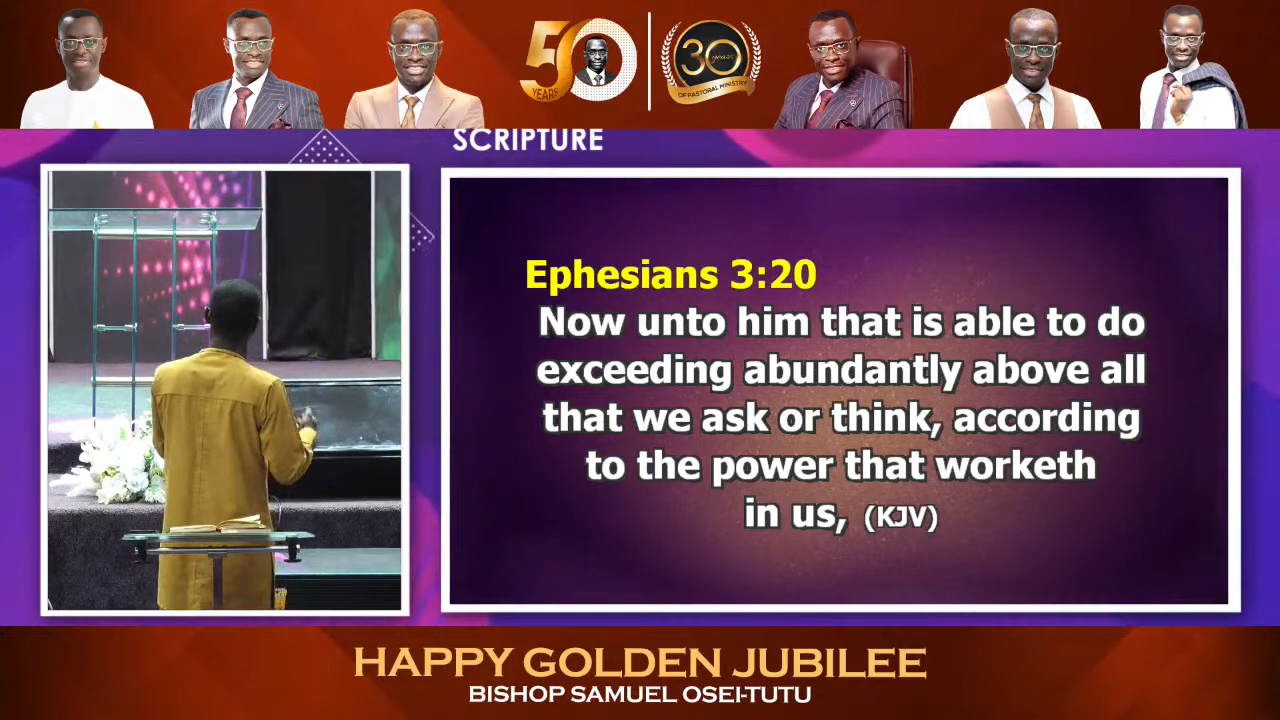 50
YEARS
30
YEARS
OF PASTORAL MINISTRY
SCRIPTURE
Ephesians 3:20
Now unto him that is able to do
exceeding abundantly above all
that we ask or think, according
to the power that worketh
in us, (KJV)
HAPPY GOLDEN JUBILEE
BISHOP SAMUEL OSEI-TUTU